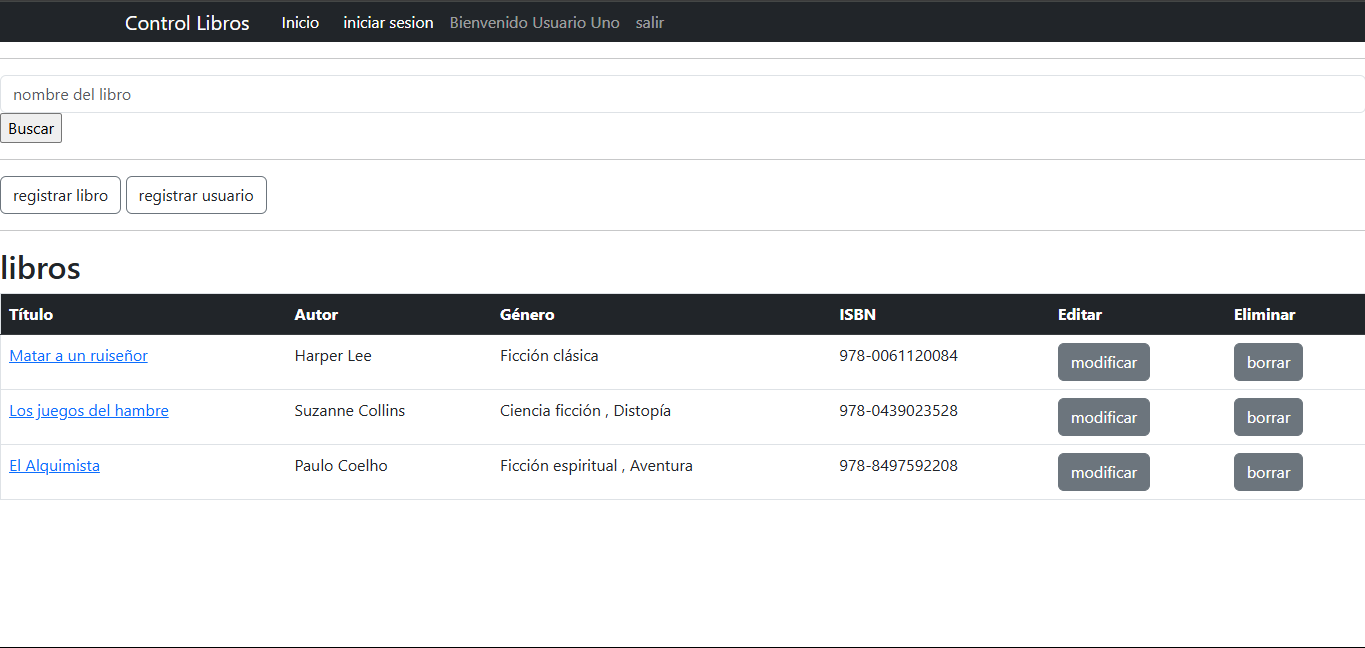 Control Libros Inicio iniciar sesion Bienvenido Usuario Uno salir
nombre del libro
Buscar
registrar libro registrar usuario
libros
Título Autor Género ISBN Editar Eliminar
Matar a un ruiseñor Harper Lee Ficción clásica 978-0061120084 modificar borrar
Los juegos del hambre Suzanne Collins Ciencia ficción , Distopía 978-0439023528 modificar borrar
El Alquimista Paulo Coelho Ficción espiritual , Aventura 978-8497592208 modificar borrar